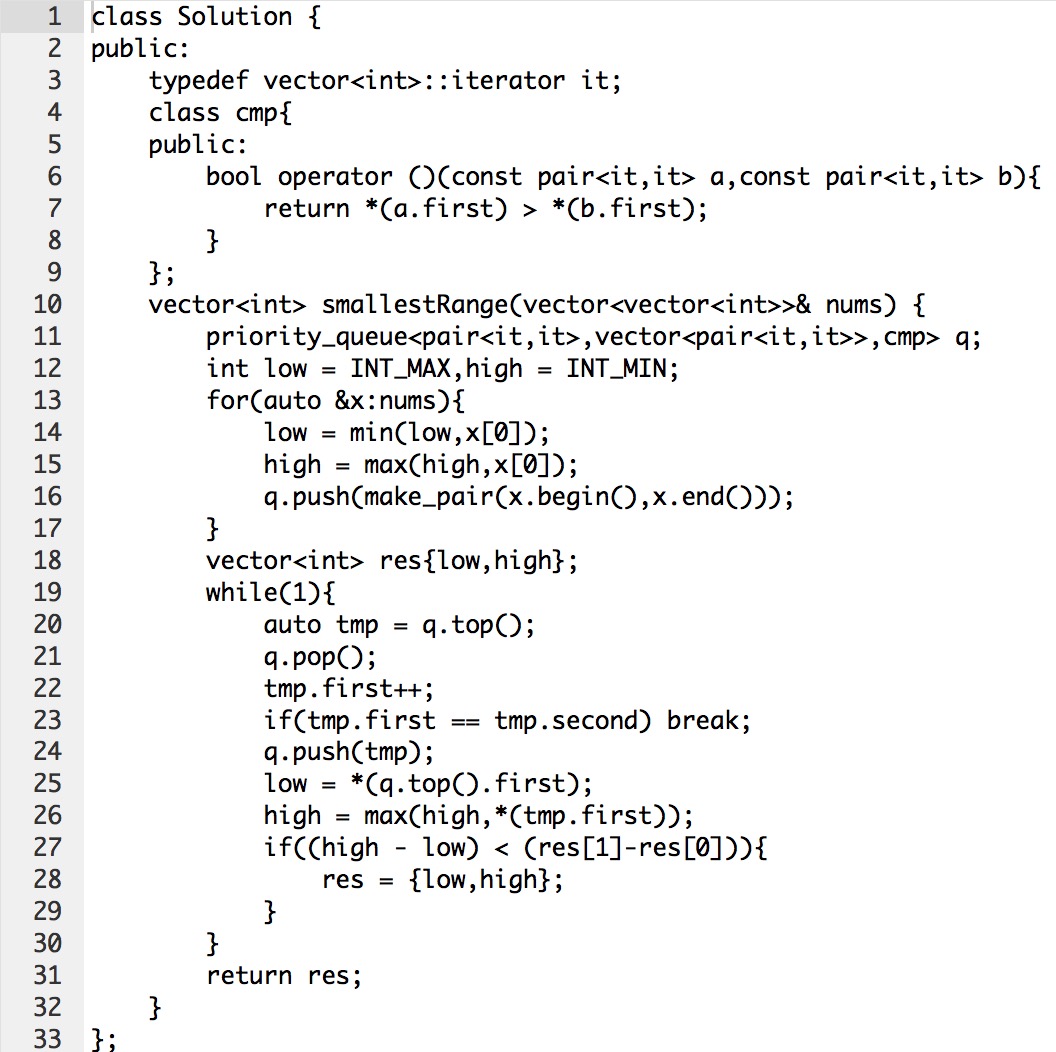 1 class Solution {
2 public:
3     typedef vector<int>::iterator it;
4     class cmp{
5     public:
6         bool operator ()(const pair<it,it> a,const pair<it,it> b){
7             return *(a.first) > *(b.first);
8         }
9     };
10     vector<int> smallestRange(vector<vector<int>>& nums) {
11         priority_queue<pair<it,it>,vector<pair<it,it>>,cmp> q;
12         int low = INT_MAX,high = INT_MIN;
13         for(auto &x:nums){
14             low = min(low,x[0]);
15             high = max(high,x[0]);
16             q.push(make_pair(x.begin(),x.end()));
17         }
18         vector<int> res{low,high};
19         while(1){
20             auto tmp = q.top();
21             q.pop();
22             tmp.first++;
23             if(tmp.first == tmp.second) break;
24             q.push(tmp);
25             low = *(q.top().first);
26             high = max(high,*(tmp.first));
27             if((high - low) < (res[1]-res[0])){
28                 res = {low,high};
29             }
30         }
31         return res;
32     }
33 };